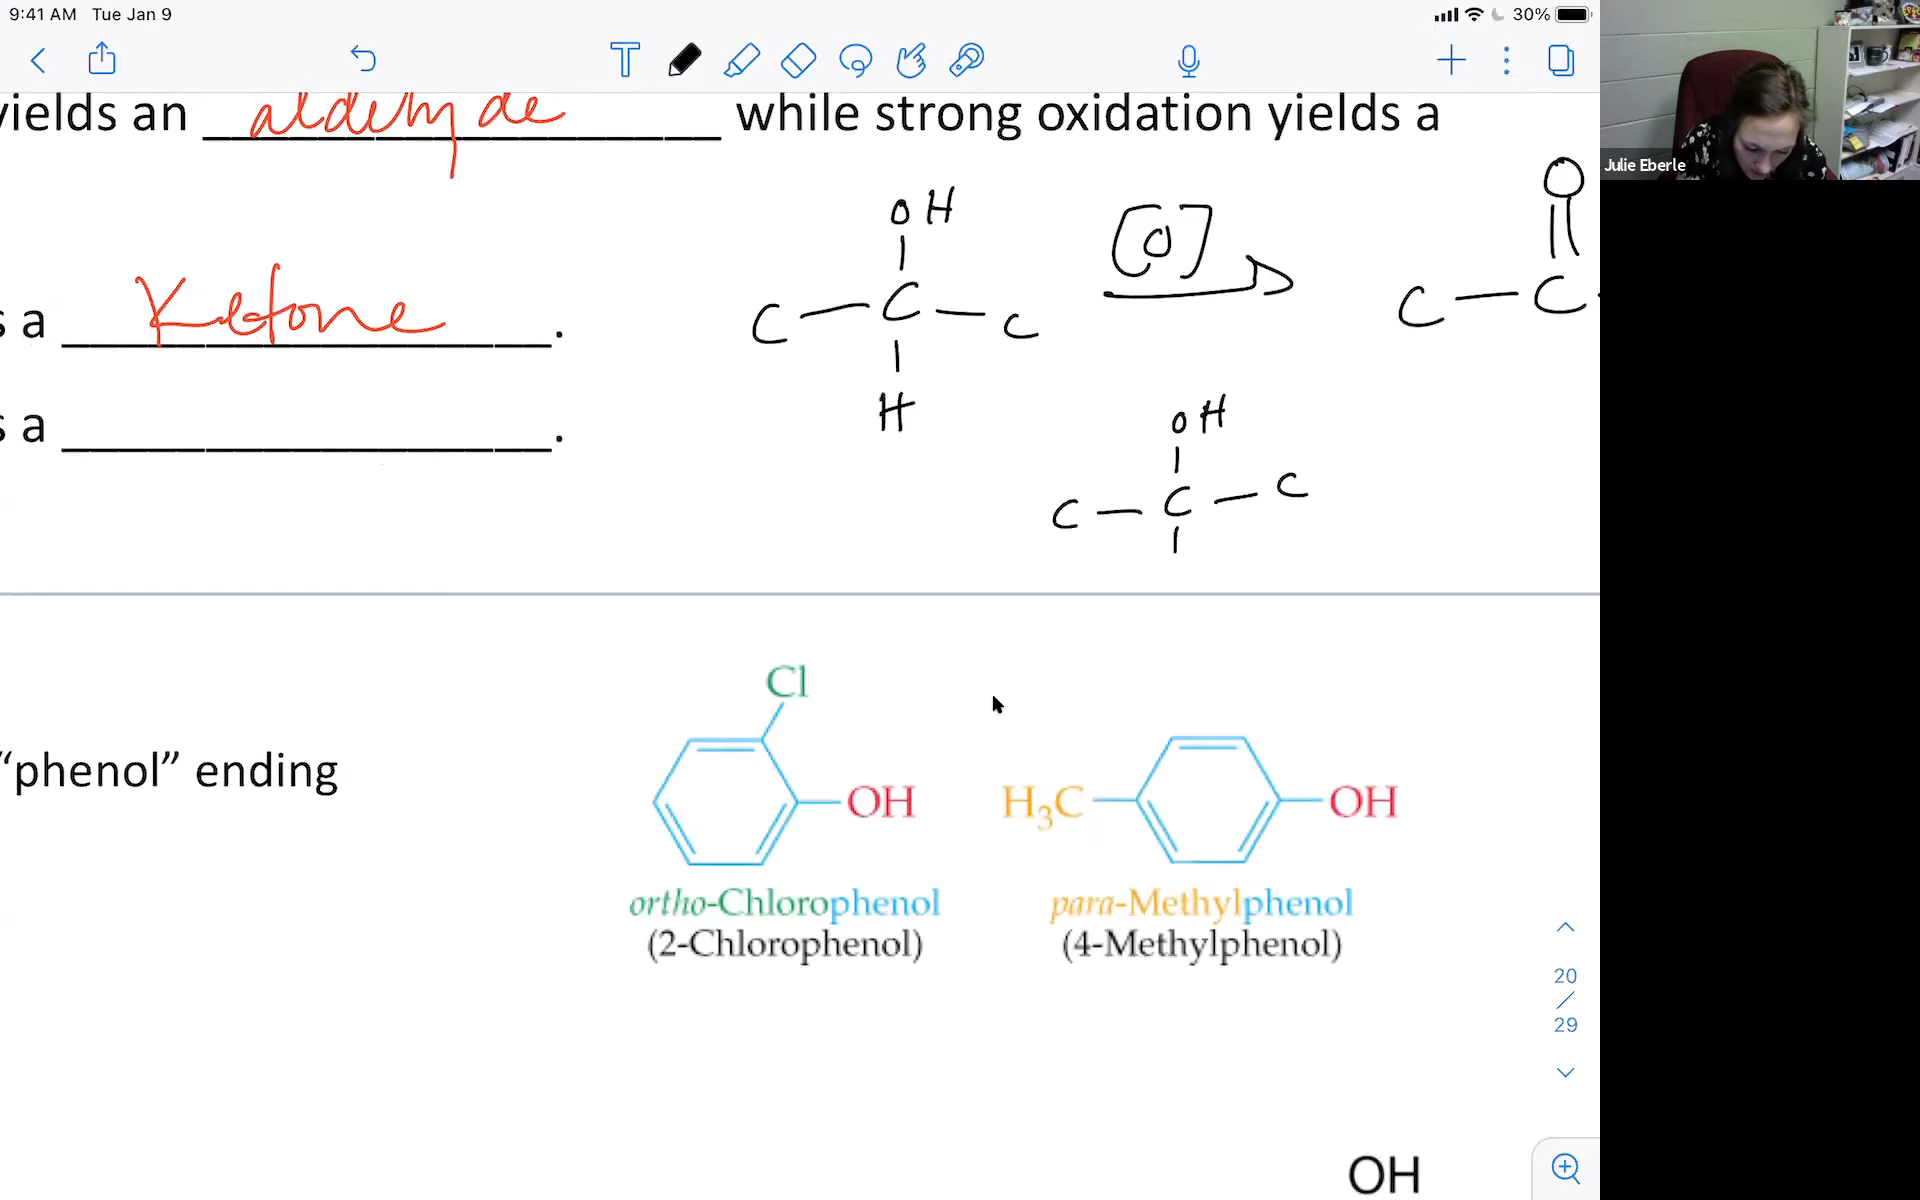 9:41 AM Tue Jan 9 30%
yields an aldehyde while strong oxidation yields a
OH
[O]
O
s a Ketone.
C — C — C
C — C
H
s a .
OH
C — C — C
Cl
"phenol" ending
OH H₃C OH
ortho-Chlorophenol para-Methylphenol
(2-Chlorophenol) (4-Methylphenol)
20
/
29
OH
Julie Eberle